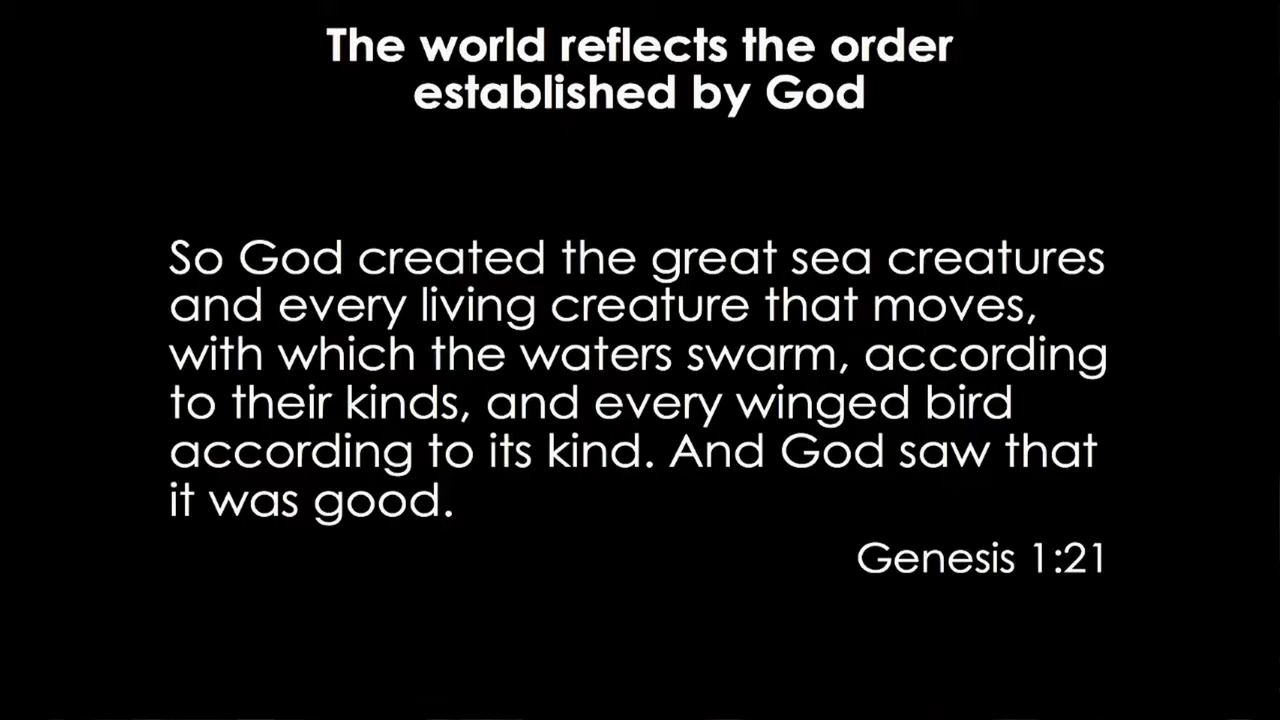 The world reflects the order
established by God
So God created the great sea creatures
and every living creature that moves,
with which the waters swarm, according
to their kinds, and every winged bird
according to its kind. And God saw that
it was good.
Genesis 1:21